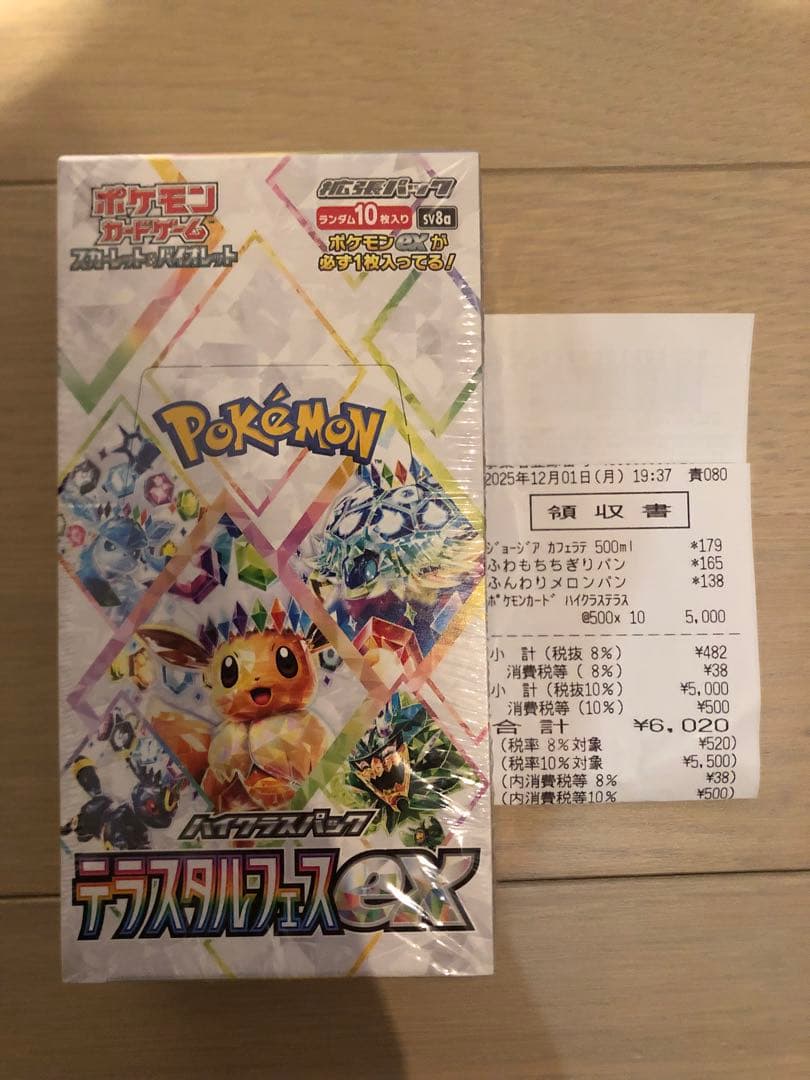 ポケモン
カードゲーム
スカーレット&バイオレット
拡張パック
ランダム10枚入り
SV8a
ポケモンexが
必ず1枚入ってる!
POKéMON
TM
ハイクラスパック
テラスタルフェスex
2025年12月01日(月) 19:37 責080
領収書
ジョージア カフェラテ 500ml *179
ふわもちちぎりパン *165
ふんわりメロンパン *138
ポケモンカード ハイクラステラス
@500x 10 5,000
小 計(税抜 8%) ¥482
消費税等( 8%) ¥38
小 計(税抜10%) ¥5,000
消費税等(10%) ¥500
合 計 ¥6,020
(税率 8%対象 ¥520)
(税率10%対象 ¥5,500)
(内消費税等 8% ¥38)
(内消費税等10% ¥500)